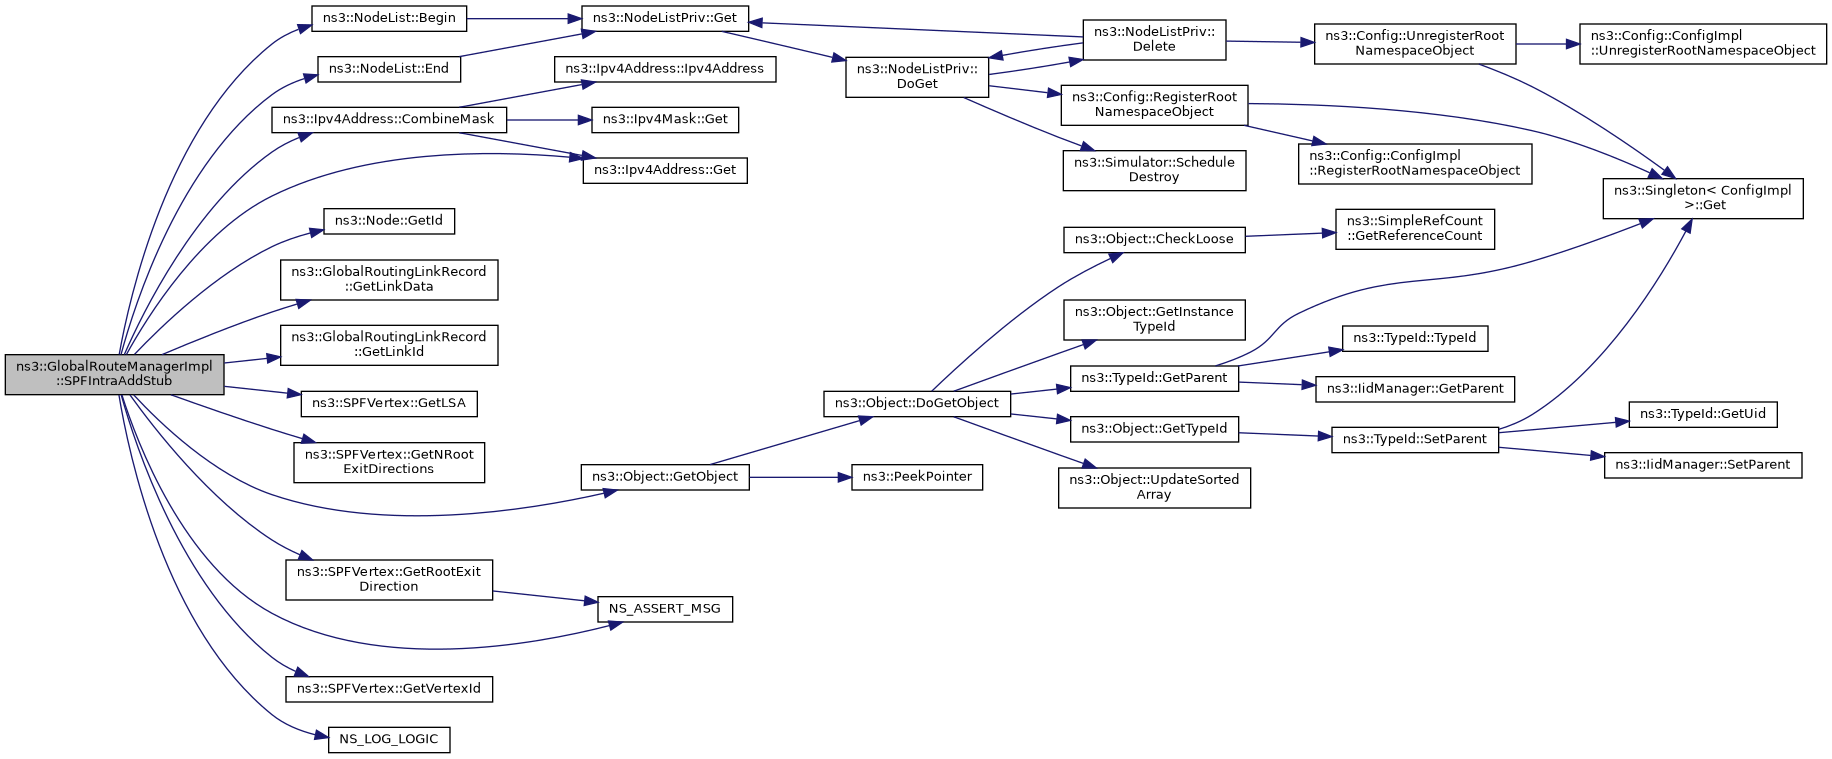 ns3::GlobalRouteManagerImpl
::SPFIntraAddStub
ns3::NodeList::Begin
ns3::NodeList::End
ns3::Ipv4Address::CombineMask
ns3::Node::GetId
ns3::GlobalRoutingLinkRecord
::GetLinkData
ns3::GlobalRoutingLinkRecord
::GetLinkId
ns3::SPFVertex::GetLSA
ns3::SPFVertex::GetNRoot
ExitDirections
ns3::SPFVertex::GetRootExit
Direction
ns3::SPFVertex::GetVertexId
NS_LOG_LOGIC
ns3::NodeListPriv::Get
ns3::Ipv4Address::Ipv4Address
ns3::Ipv4Mask::Get
ns3::Ipv4Address::Get
ns3::Object::GetObject
NS_ASSERT_MSG
ns3::NodeListPriv::
DoGet
ns3::Object::DoGetObject
ns3::PeekPointer
ns3::NodeListPriv::
Delete
ns3::Config::RegisterRoot
NamespaceObject
ns3::Simulator::Schedule
Destroy
ns3::Object::CheckLoose
ns3::Object::GetInstance
TypeId
ns3::TypeId::GetParent
ns3::Object::GetTypeId
ns3::Object::UpdateSorted
Array
ns3::Config::UnregisterRoot
NamespaceObject
ns3::Config::ConfigImpl
::RegisterRootNamespaceObject
ns3::SimpleRefCount
::GetReferenceCount
ns3::TypeId::TypeId
ns3::IidManager::GetParent
ns3::TypeId::SetParent
ns3::Config::ConfigImpl
::UnregisterRootNamespaceObject
ns3::Singleton< ConfigImpl
>::Get
ns3::TypeId::GetUid
ns3::IidManager::SetParent